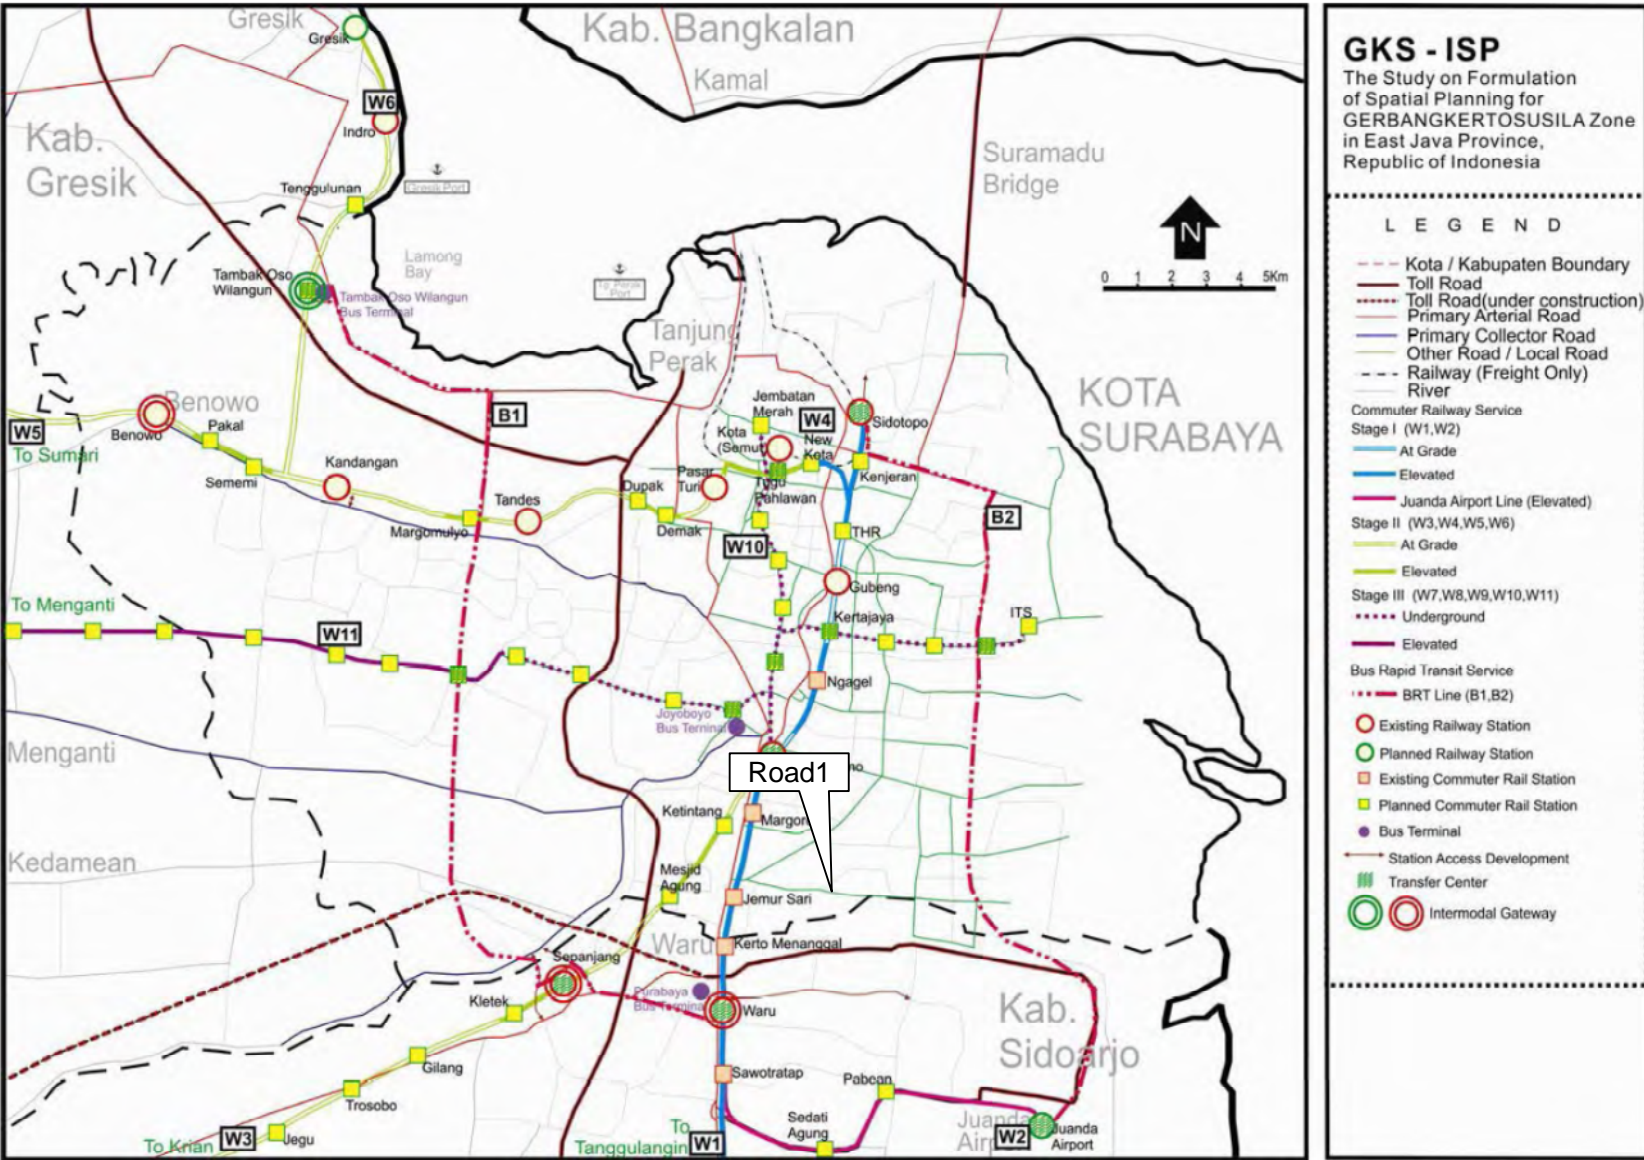 Gresik
Gresik
Kab. Bangkalan
Kamal
W6
Indro
Kab.
Gresik
Tenggulunan
Gresik Port
Suramadu
Bridge
N
0 1 2 3 4 5Km
Lamong
Bay
Tambak Oso
Wilangun
Tambak Oso Wilangun
Bus Terminal
Tg. Perak
Port
Tanjung
Perak
KOTA
SURABAYA
Benowo
Benowo
Pakal
W5
To Sumari
Sememi
B1
Kandangan
Margomulyo
Tandes
Dupak
Demak
Pasar
Turi
Jembatan
Merah
Kota
(Semut)
W4
New
Kota
Tugu
Pahlawan
Sidotopo
Kenjeran
B2
THR
W10
Gubeng
Kertajaya
ITS
To Menganti
W11
Ngagel
Joyoboyo
Bus Terninal
Menganti
Road1
no
Ketintang
Margor
Kedamean
Mesjid
Agung
Jemur Sari
Waru
Kerto Menanggal
Sepanjang
Kletek
Purabaya
Bus Terminal
Waru
Kab.
Sidoarjo
Gilang
Sawotratap
Pabean
Trosobo
Sedati
Agung
Juanda
Airp
W2
Juanda
Airport
To Krian
W3
Jegu
To
Tanggulangin
W1
GKS - ISP
The Study on Formulation
of Spatial Planning for
GERBANGKERTOSUSILA Zone
in East Java Province,
Republic of Indonesia
L E G E N D
Kota / Kabupaten Boundary
Toll Road
Toll Road(under construction)
Primary Arterial Road
Primary Collector Road
Other Road / Local Road
Railway (Freight Only)
River
Commuter Railway Service
Stage I (W1,W2)
At Grade
Elevated
Juanda Airport Line (Elevated)
Stage II (W3,W4,W5,W6)
At Grade
Elevated
Stage III (W7,W8,W9,W10,W11)
Underground
Elevated
Bus Rapid Transit Service
BRT Line (B1,B2)
Existing Railway Station
Planned Railway Station
Existing Commuter Rail Station
Planned Commuter Rail Station
Bus Terminal
Station Access Development
Transfer Center
Intermodal Gateway